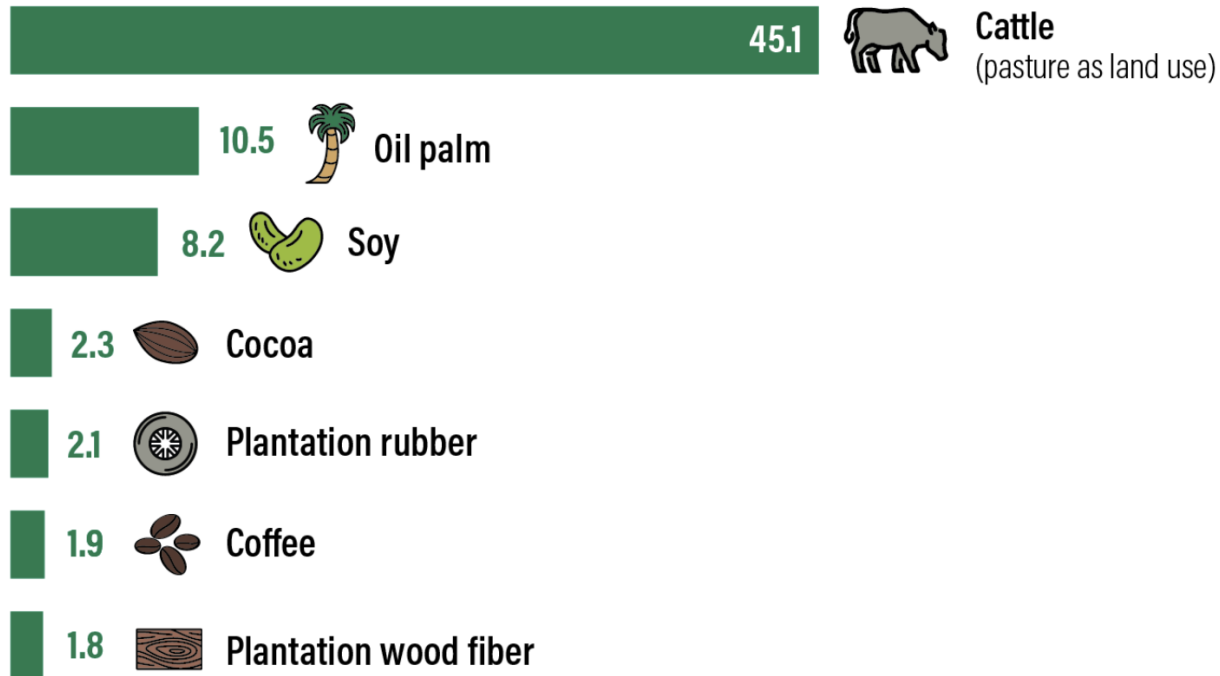 45.1 Cattle
(pasture as land use)
10.5 Oil palm
8.2 Soy
2.3 Cocoa
2.1 Plantation rubber
1.9 Coffee
1.8 Plantation wood fiber